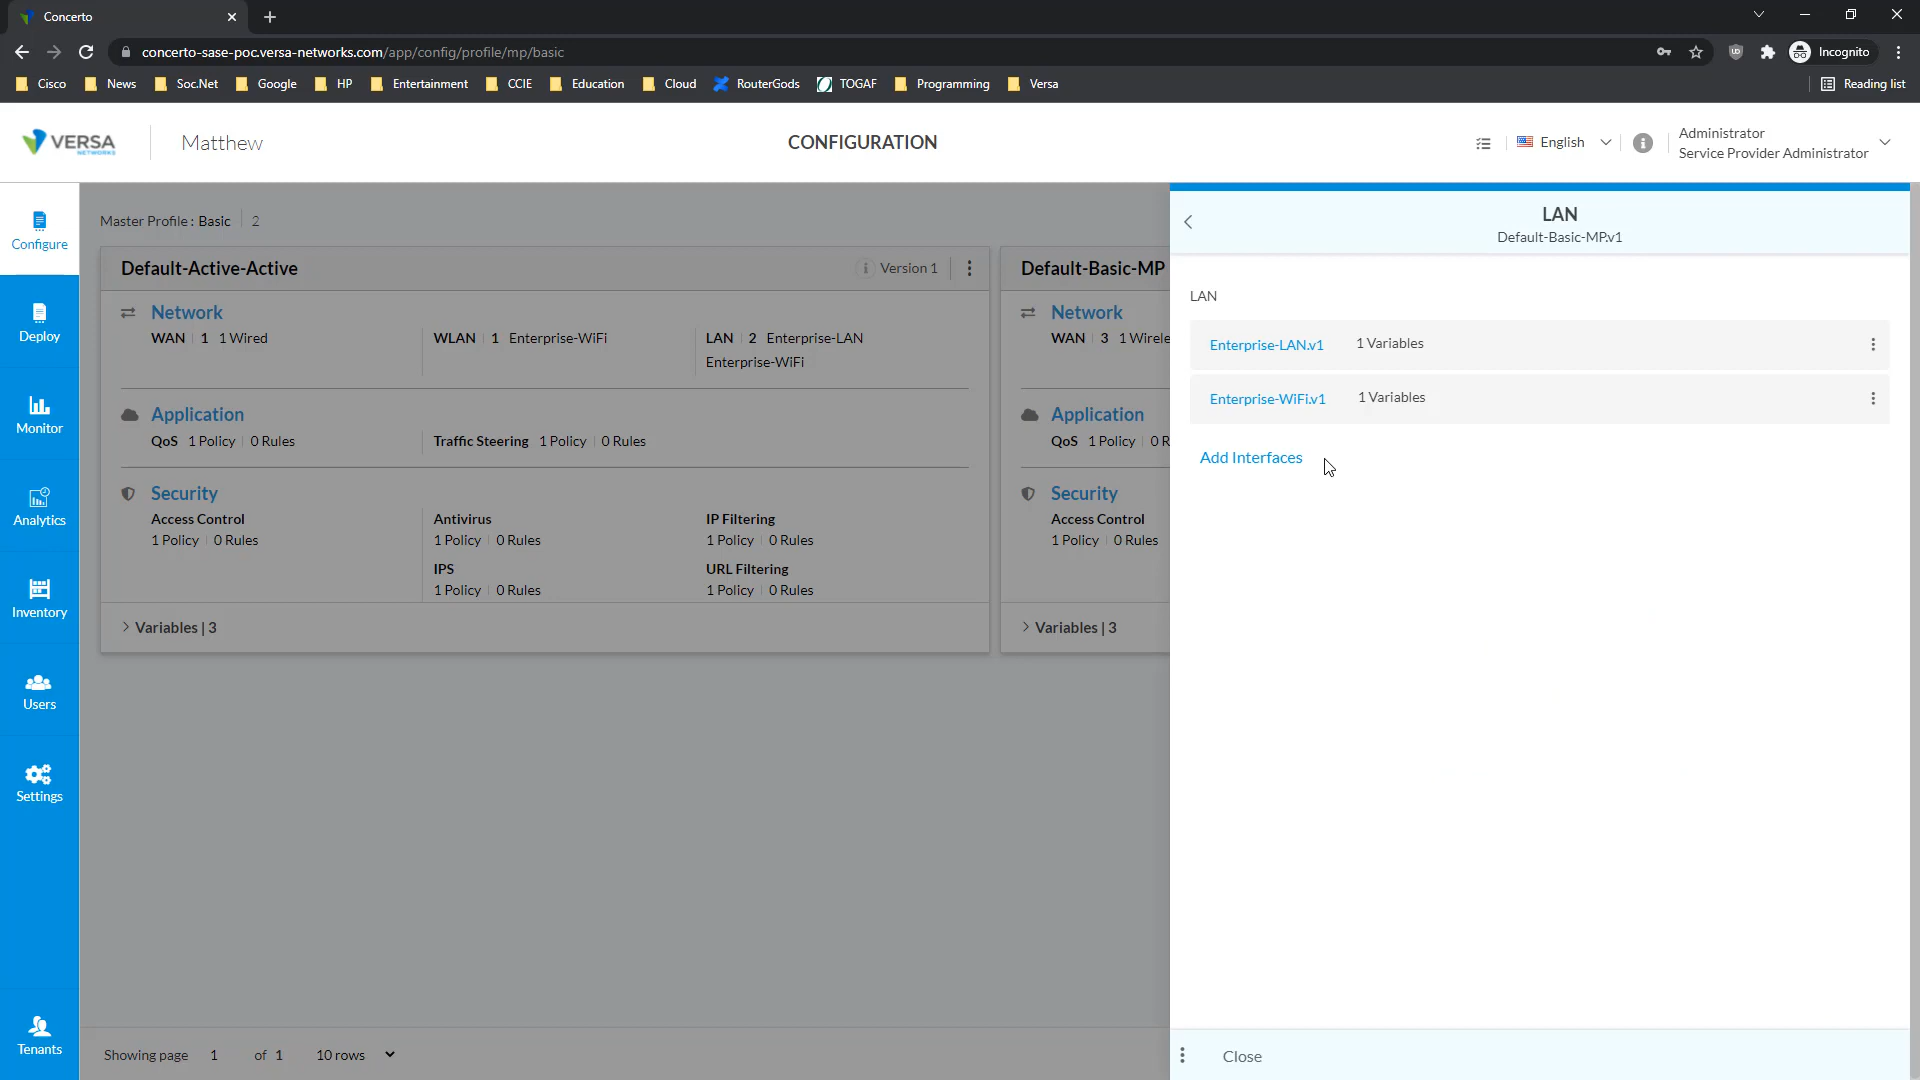 Concerto
concerto-sase-poc.versa-networks.com/app/config/profile/mp/basic
Incognito
Cisco
News
Soc.Net
Google
HP
Entertainment
CCIE
Education
Cloud
RouterGods
TOGAF
Programming
Versa
Reading list
VERSA
NETWORKS
Matthew
CONFIGURATION
English
Administrator
Service Provider Administrator
Configure
Deploy
Monitor
Analytics
Inventory
Users
Settings
Tenants
Master Profile : Basic 2
Default-Active-Active Version 1
Network
WAN 1 1 Wired
WLAN 1 Enterprise-WiFi
LAN 2 Enterprise-LAN
Enterprise-WiFi
Application
QoS 1 Policy 0 Rules
Traffic Steering 1 Policy 0 Rules
Security
Access Control
1 Policy 0 Rules
Antivirus
1 Policy 0 Rules
IP Filtering
1 Policy 0 Rules
IPS
1 Policy 0 Rules
URL Filtering
1 Policy 0 Rules
Variables | 3
Default-Basic-MP
Network
WAN 3 1 Wirele
Application
QoS 1 Policy 0 R
Security
Access Control
1 Policy 0 Rules
Variables | 3
Showing page 1 of 1 10 rows
LAN
Default-Basic-MP.v1
LAN
Enterprise-LAN.v1 1 Variables
Enterprise-WiFi.v1 1 Variables
Add Interfaces
Close